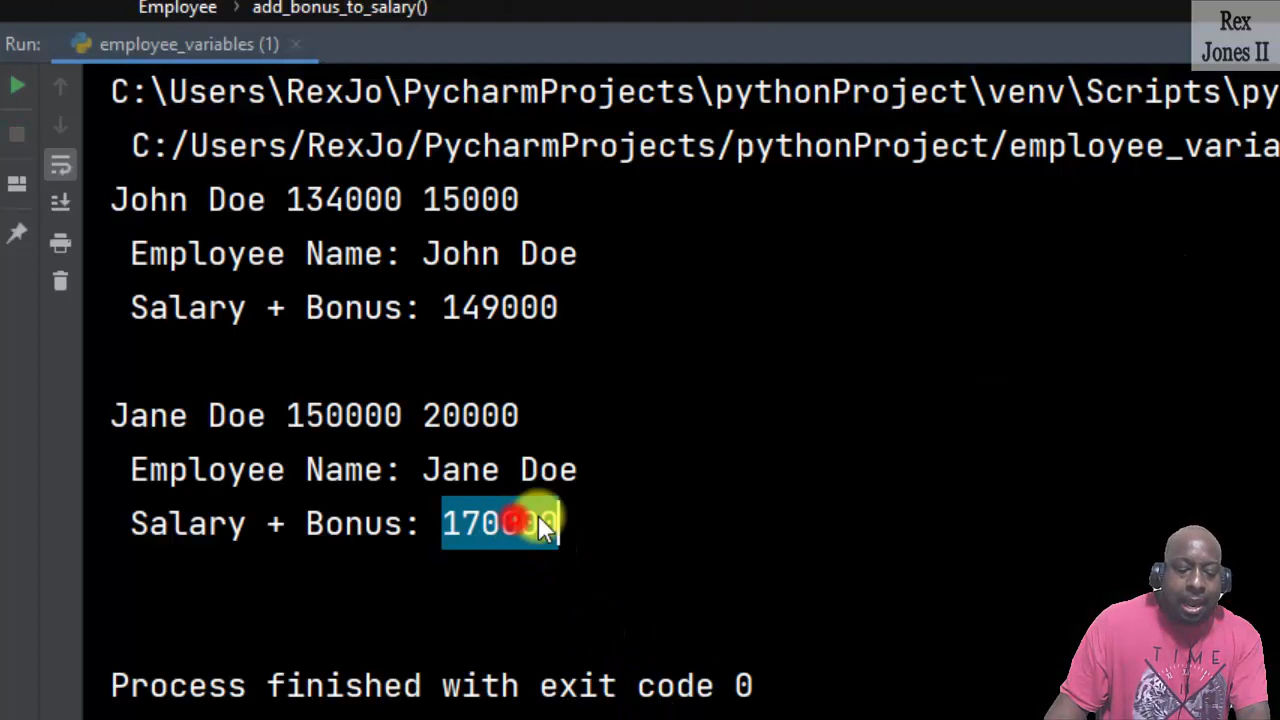 Employee > add_bonus_to_salary()
Rex
Jones II
Run: employee_variables (1) ×
C:\Users\RexJo\PycharmProjects\pythonProject\venv\Scripts\py
C:/Users/RexJo/PycharmProjects/pythonProject/employee_varia
John Doe 134000 15000
Employee Name: John Doe
Salary + Bonus: 149000
Jane Doe 150000 20000
Employee Name: Jane Doe
Salary + Bonus: 170000
Process finished with exit code 0
TIME